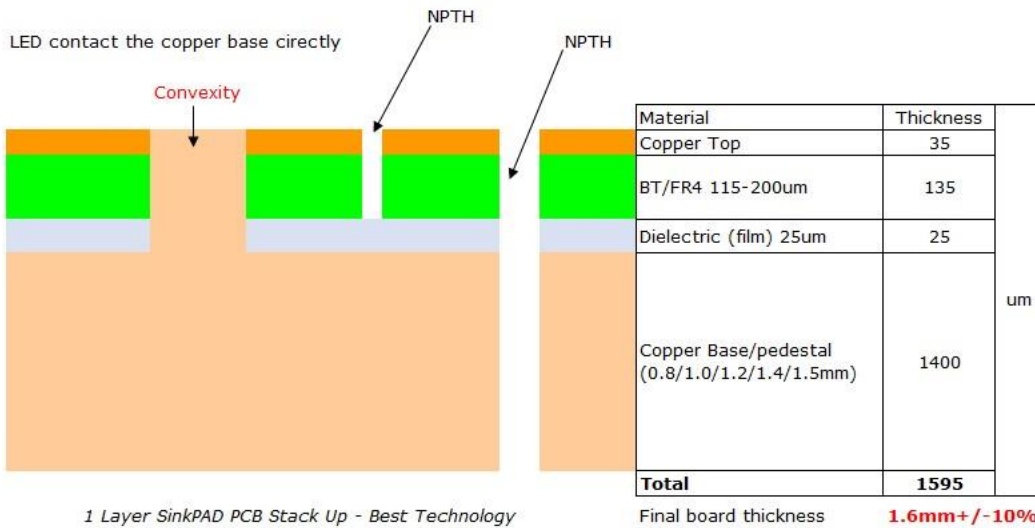 NPTH
LED contact the copper base cirectly
NPTH
Convexity
Material Thickness
Copper Top 35
BT/FR4 115-200um 135
Dielectric (film) 25um 25
um
Copper Base/pedestal
(0.8/1.0/1.2/1.4/1.5mm) 1400
Total 1595
1 Layer SinkPAD PCB Stack Up - Best Technology
Final board thickness 1.6mm+/-10%